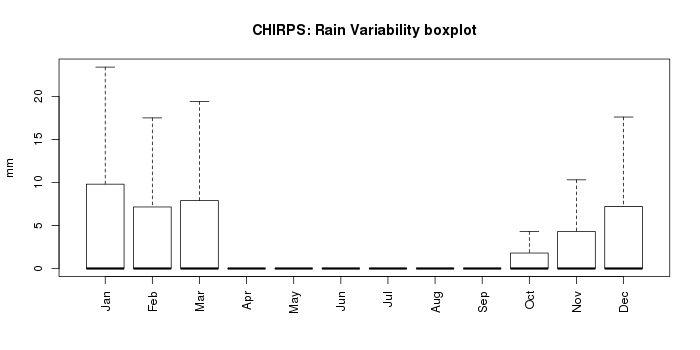 CHIRPS: Rain Variability boxplot
mm
20
15
10
5
0
Jan
Feb
Mar
Apr
May
Jun
Jul
Aug
Sep
Oct
Nov
Dec